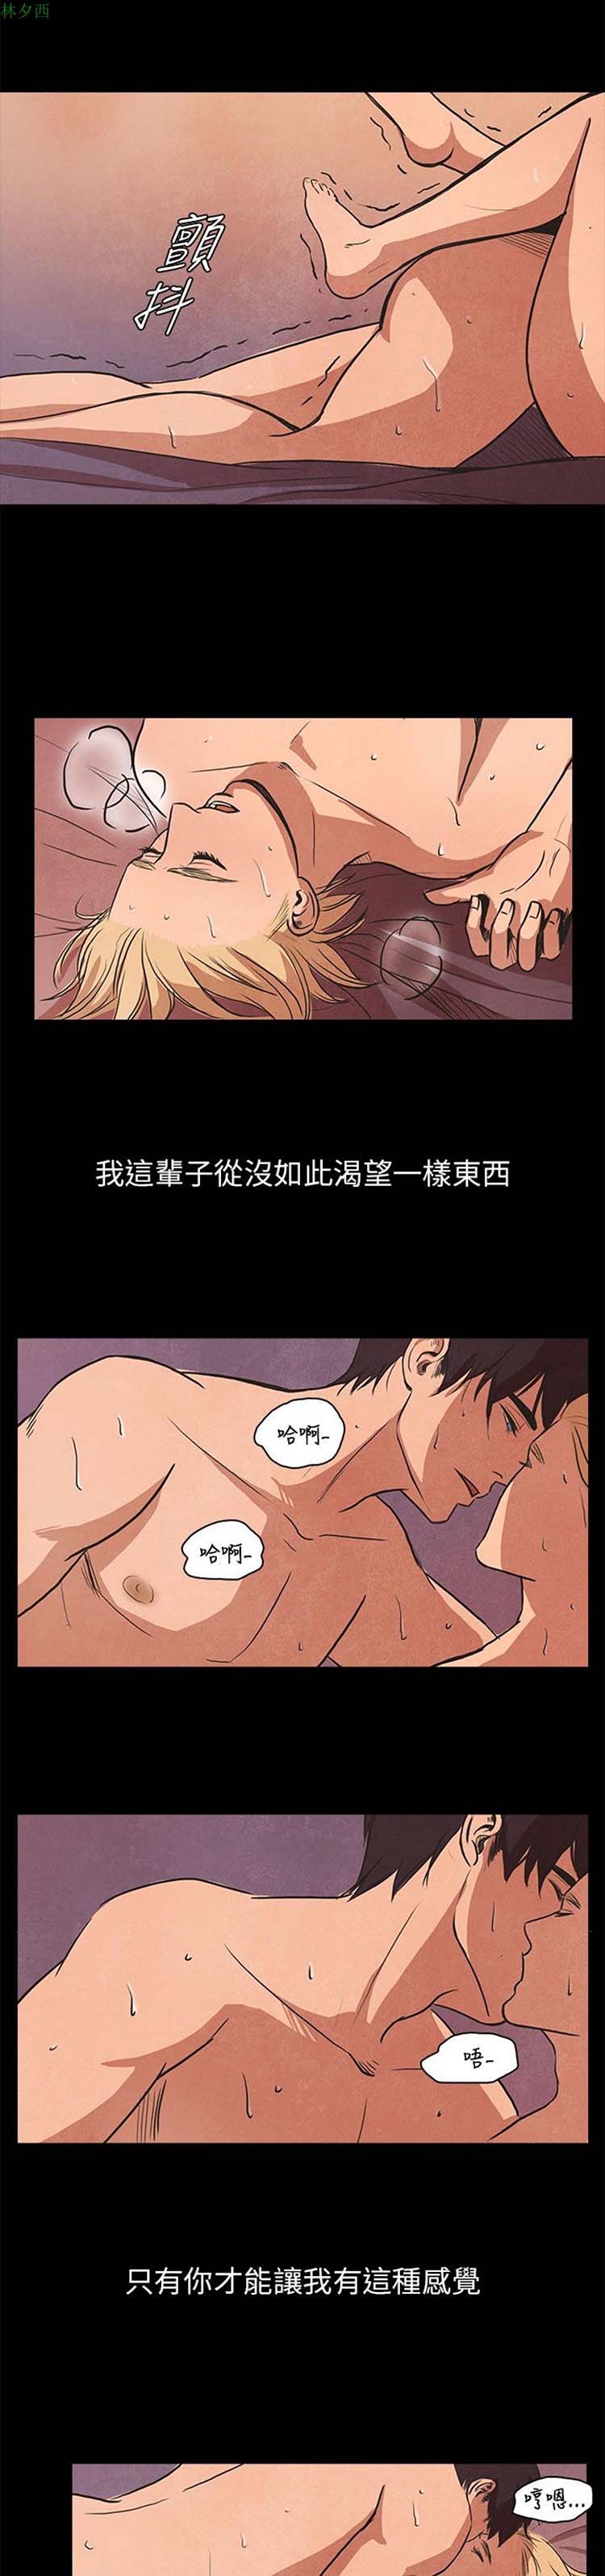 林夕西
顫
抖
我這輩子從沒如此渴望一樣東西
哈啊-
哈啊-
唔-
只有你才能讓我有這種感覺
哼嗯...